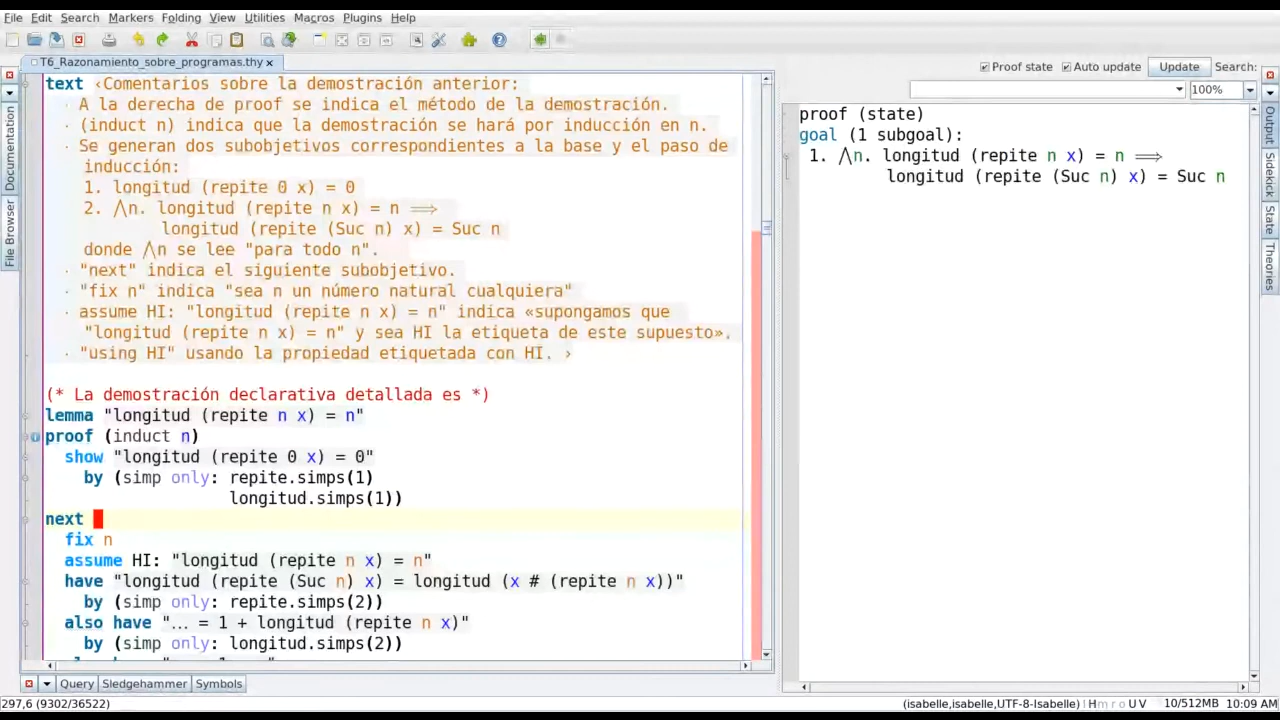 File Edit Search Markers Folding View Utilities Macros Plugins Help
T6_Razonamiento_sobre_programas.thy
text ‹Comentarios sobre la demostración anterior:
· A la derecha de proof se indica el método de la demostración.
· (induct n) indica que la demostración se hará por inducción en n.
· Se generan dos subobjetivos correspondientes a la base y el paso de
inducción:
1. longitud (repite 0 x) = 0
2. ⋀n. longitud (repite n x) = n ⟹
longitud (repite (Suc n) x) = Suc n
donde ⋀n se lee "para todo n".
· "next" indica el siguiente subobjetivo.
· "fix n" indica "sea n un número natural cualquiera"
· assume HI: "longitud (repite n x) = n" indica «supongamos que
"longitud (repite n x) = n" y sea HI la etiqueta de este supuesto».
· "using HI" usando la propiedad etiquetada con HI. ›
(* La demostración declarativa detallada es *)
lemma "longitud (repite n x) = n"
proof (induct n)
show "longitud (repite 0 x) = 0"
by (simp only: repite.simps(1)
longitud.simps(1))
next
fix n
assume HI: "longitud (repite n x) = n"
have "longitud (repite (Suc n) x) = longitud (x # (repite n x))"
by (simp only: repite.simps(2))
also have "... = 1 + longitud (repite n x)"
by (simp only: longitud.simps(2))
Documentation
File Browser
Query Sledgehammer Symbols
297,6 (9302/36522)
Proof state Auto update Update Search:
100%
proof (state)
goal (1 subgoal):
1. ⋀n. longitud (repite n x) = n ⟹
longitud (repite (Suc n) x) = Suc n
Output
Sidekick
State
Theories
(isabelle,isabelle,UTF-8-Isabelle) | H m r o U V 10/512MB 10:09 AM